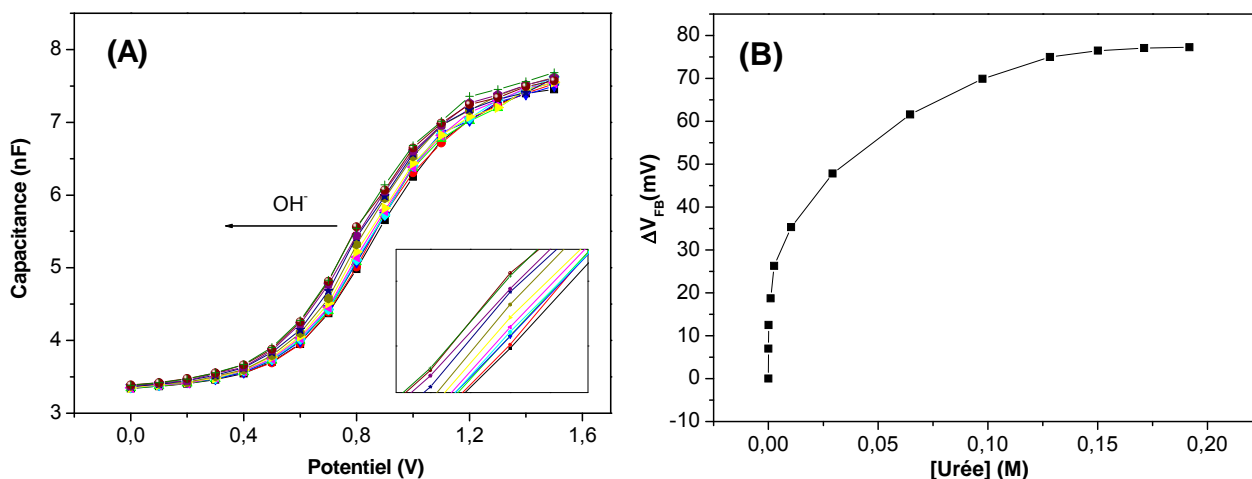 (A)
8
7
6
5
4
3
Capacitance (nF)
OH-
0,0 0,4 0,8 1,2 1,6
Potentiel (V)
(B)
80
70
60
50
40
30
20
10
0
-10
ΔVFB(mV)
0,00 0,05 0,10 0,15 0,20
[Urée] (M)